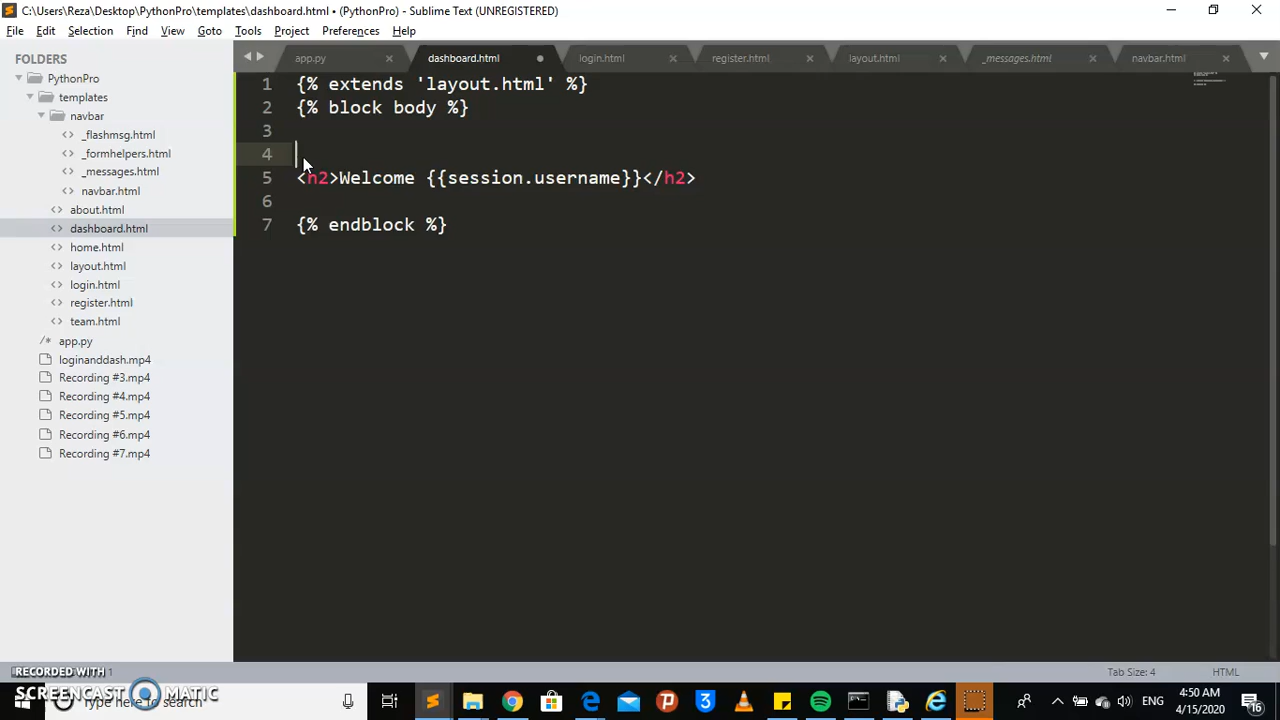 C:\Users\Reza\Desktop\PythonPro\templates\dashboard.html • (PythonPro) - Sublime Text (UNREGISTERED)
File Edit Selection Find View Goto Tools Project Preferences Help
FOLDERS
PythonPro
templates
navbar
_flashmsg.html
_formhelpers.html
_messages.html
navbar.html
about.html
dashboard.html
home.html
layout.html
login.html
register.html
team.html
app.py
loginanddash.mp4
Recording #3.mp4
Recording #4.mp4
Recording #5.mp4
Recording #6.mp4
Recording #7.mp4
app.py dashboard.html login.html register.html layout.html _messages.html navbar.html
1 {% extends 'layout.html' %}
2 {% block body %}
3
4
5 <h2>Welcome {{session.username}}</h2>
6
7 {% endblock %}
RECORDED WITH
SCREENCAST MATIC
Tab Size: 4 HTML
Type here to search
ENG
4:50 AM
4/15/2020
16